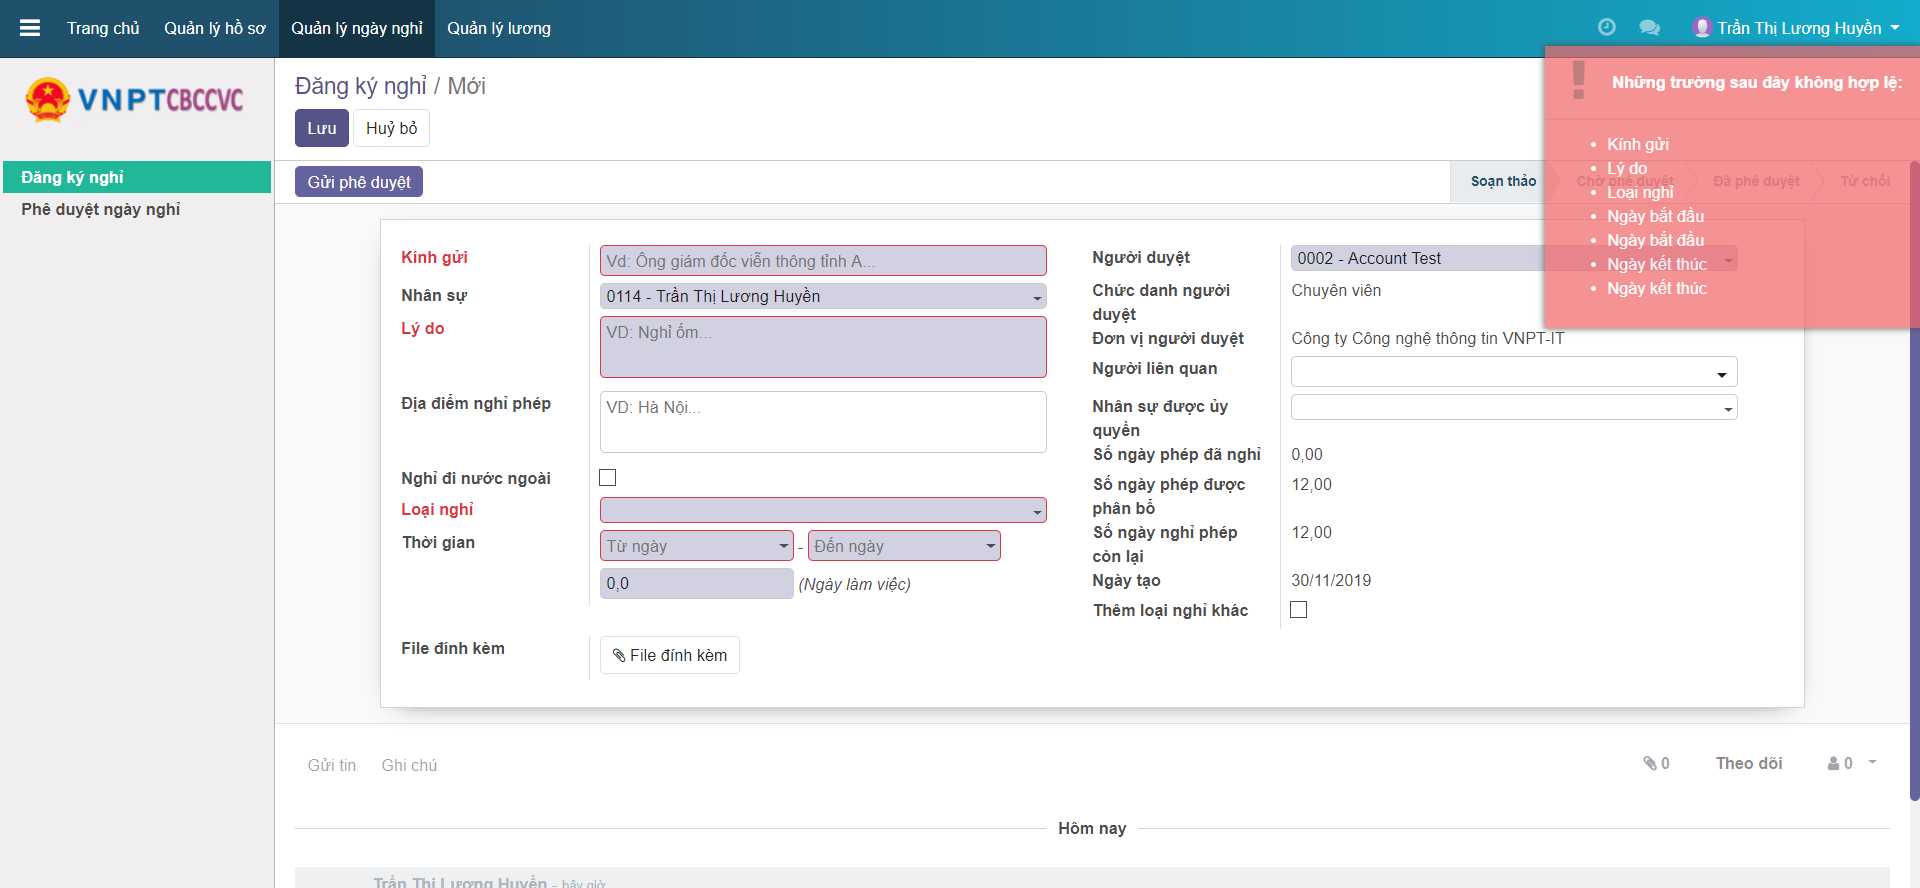 Trang chủ Quản lý hồ sơ Quản lý ngày nghỉ Quản lý lương Trần Thị Lương Huyền
VNPTCBCCVC
Đăng ký nghỉ
Phê duyệt ngày nghỉ
Đăng ký nghỉ / Mới
Lưu Huỷ bỏ
Gửi phê duyệt
Soạn thảo Chờ phê duyệt Đã phê duyệt Từ chối
Những trường sau đây không hợp lệ:
Kính gửi
Lý do
Loại nghỉ
Ngày bắt đầu
Ngày bắt đầu
Ngày kết thúc
Ngày kết thúc
Kính gửi Vd: Ông giám đốc viễn thông tỉnh A...
Nhân sự 0114 - Trần Thị Lương Huyền
Lý do VD: Nghỉ ốm...
Địa điểm nghỉ phép VD: Hà Nội...
Nghỉ đi nước ngoài
Loại nghỉ
Thời gian Từ ngày - Đến ngày
0,0 (Ngày làm việc)
File đính kèm File đính kèm
Người duyệt 0002 - Account Test
Chức danh người
duyệt
Chuyên viên
Đơn vị người duyệt Công ty Công nghệ thông tin VNPT-IT
Người liên quan
Nhân sự được ủy
quyền
Số ngày phép đã nghỉ 0,00
Số ngày phép được
phân bổ
12,00
Số ngày nghỉ phép
còn lại
12,00
Ngày tạo 30/11/2019
Thêm loại nghỉ khác
Gửi tin Ghi chú 0 Theo dõi 0
Hôm nay
Trần Thị Lương Huyền - bây giờ